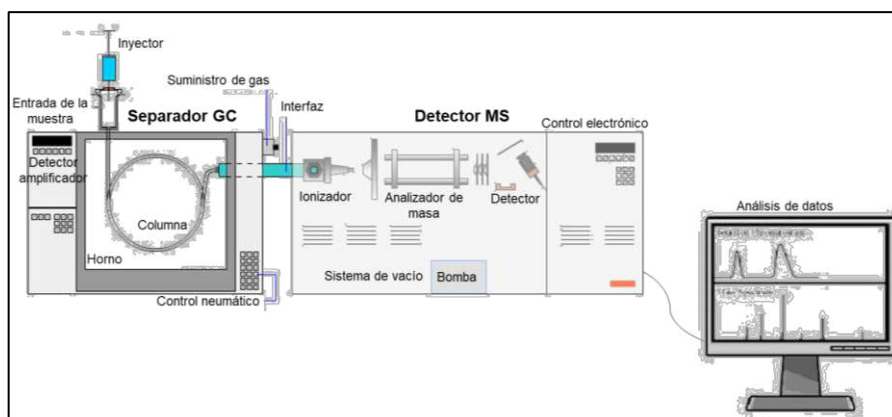 Inyector
Suministro de gas
Entrada de la
muestra
Separador GC
Interfaz
Detector MS
Control electrónico
Detector
amplificador
Ionizador
Analizador de
masa
Detector
Columna
Horno
Análisis de datos
Sistema de vacío
Bomba
Control neumático